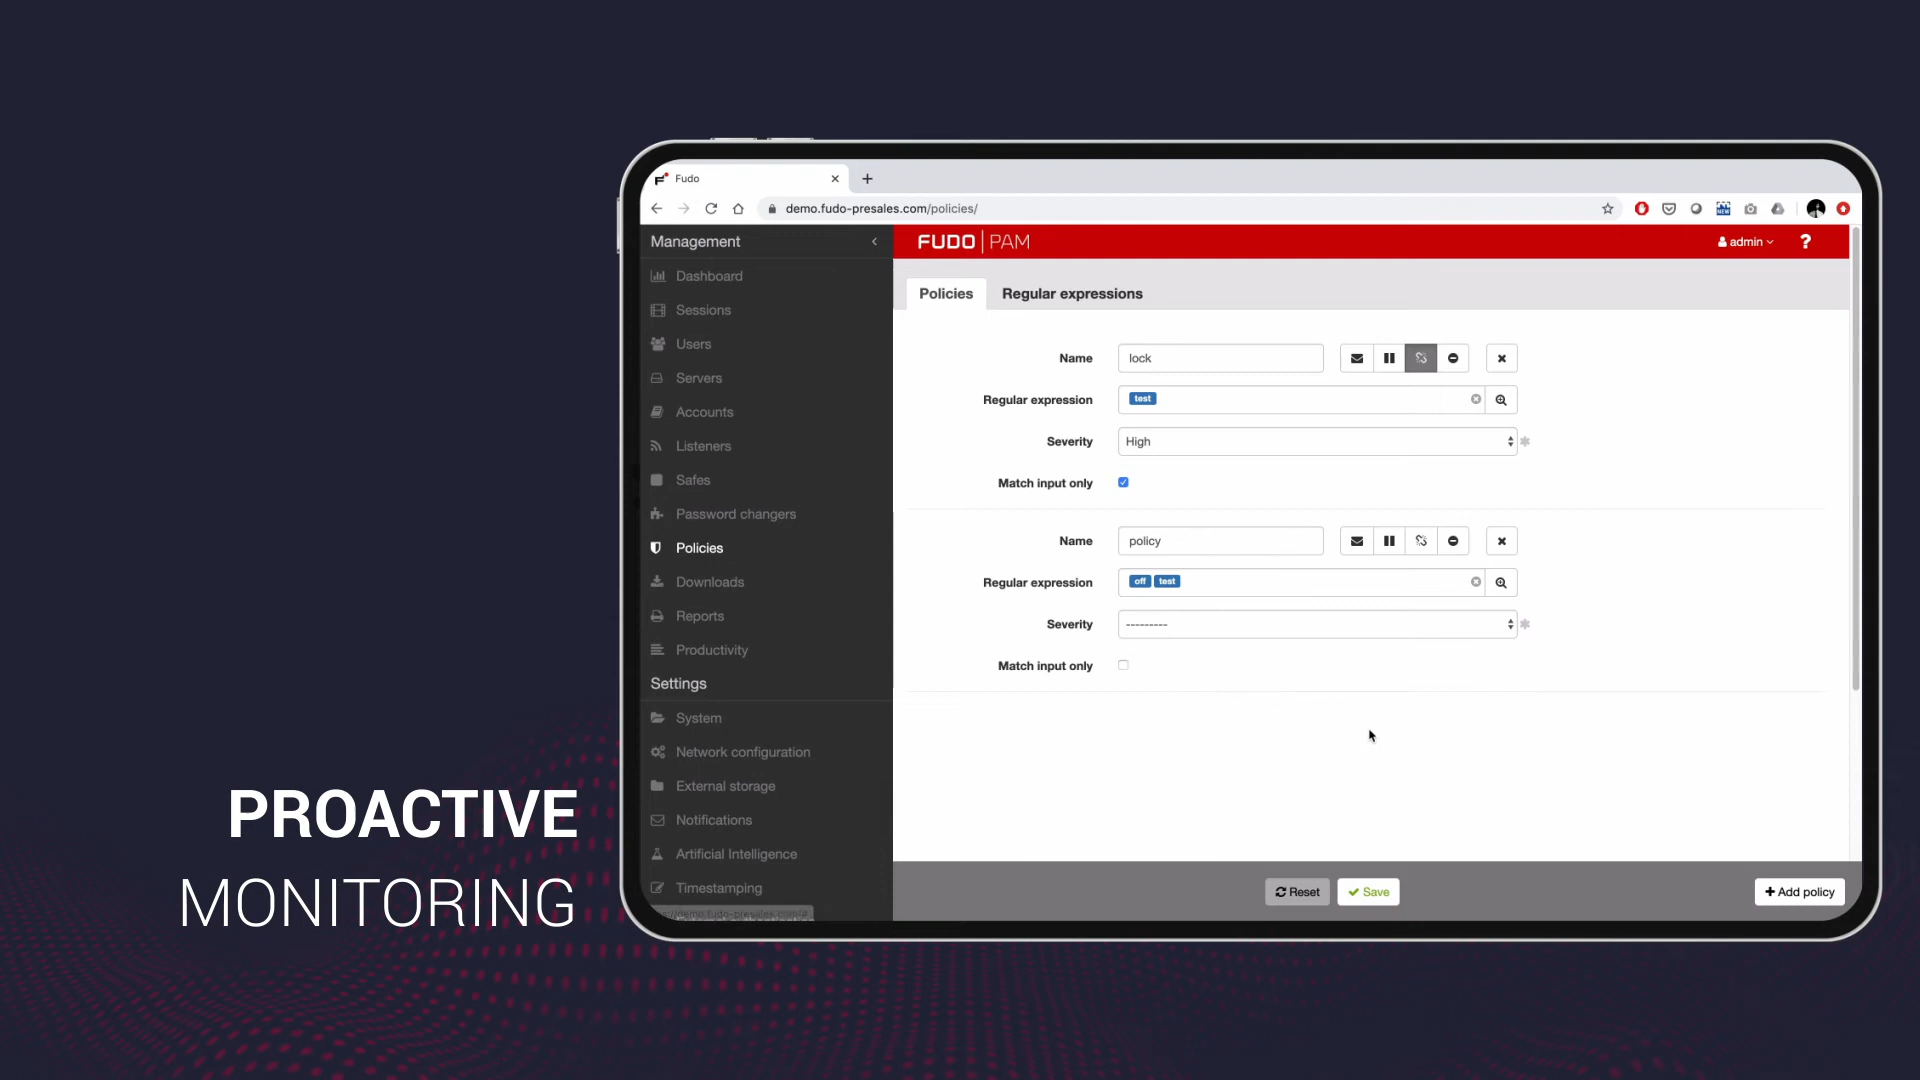 Fudo
demo.fudo-presales.com/policies/
Management
FUDO PAM
admin
?
Dashboard
Sessions
Users
Servers
Accounts
Listeners
Safes
Password changers
Policies
Downloads
Reports
Productivity
Settings
System
Network configuration
External storage
Notifications
Artificial Intelligence
Timestamping
Policies
Regular expressions
Name
lock
Regular expression
test
Severity
High
Match input only
Name
policy
Regular expression
off test
Severity
---------
Match input only
Reset
Save
Add policy
PROACTIVE
MONITORING